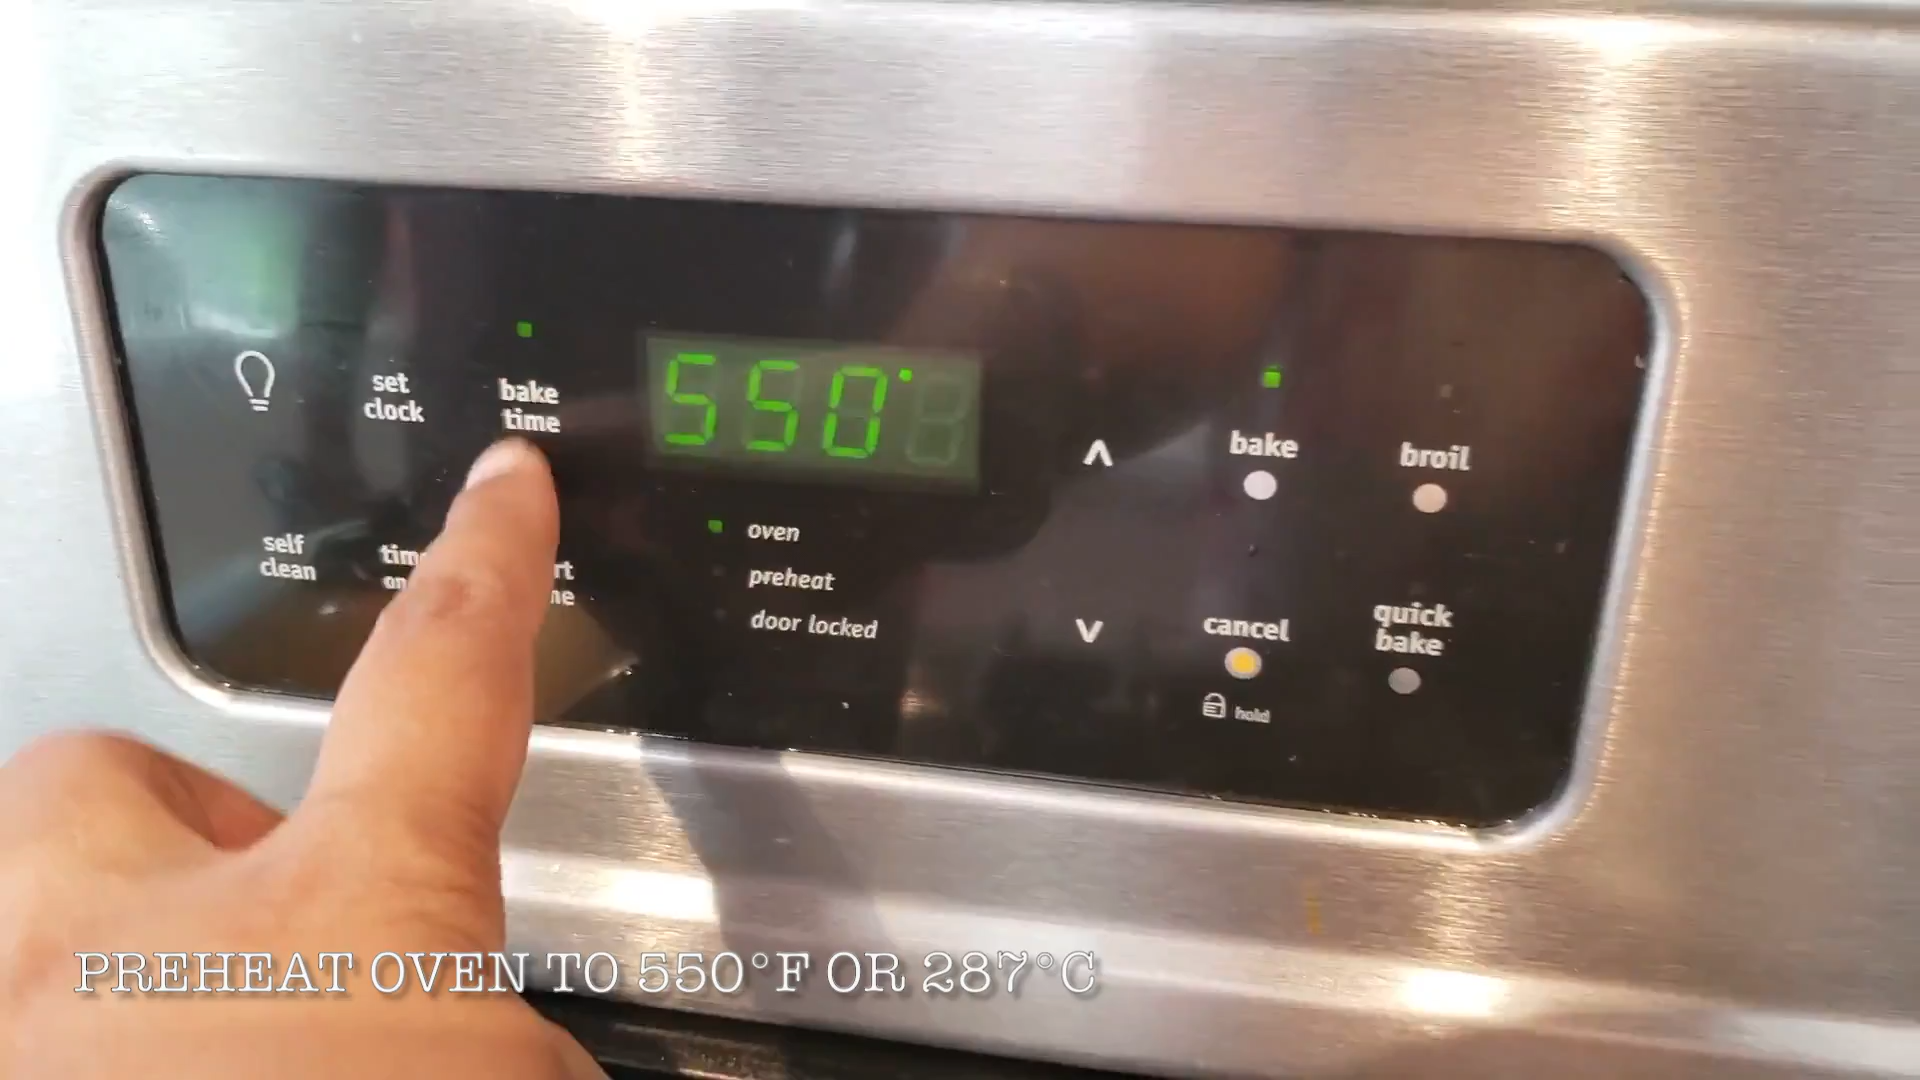 set
clock
bake
time
550°
self
clean
oven
preheat
door locked
bake
broil
cancel
hold
quick
bake
PREHEAT OVEN TO 550°F OR 287°C